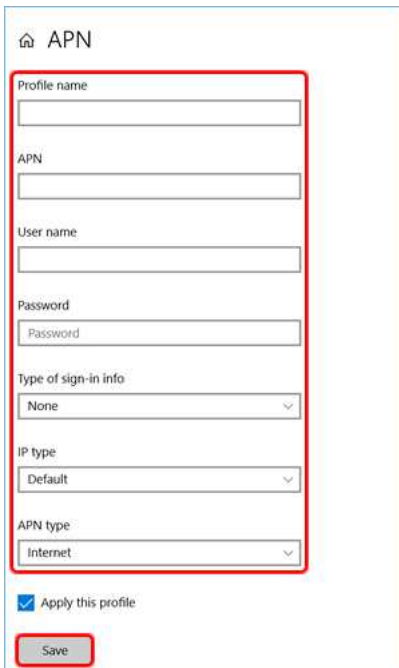 APN
Profile name
APN
User name
Password
Password
Type of sign-in info
None
IP type
Default
APN type
Internet
Apply this profile
Save